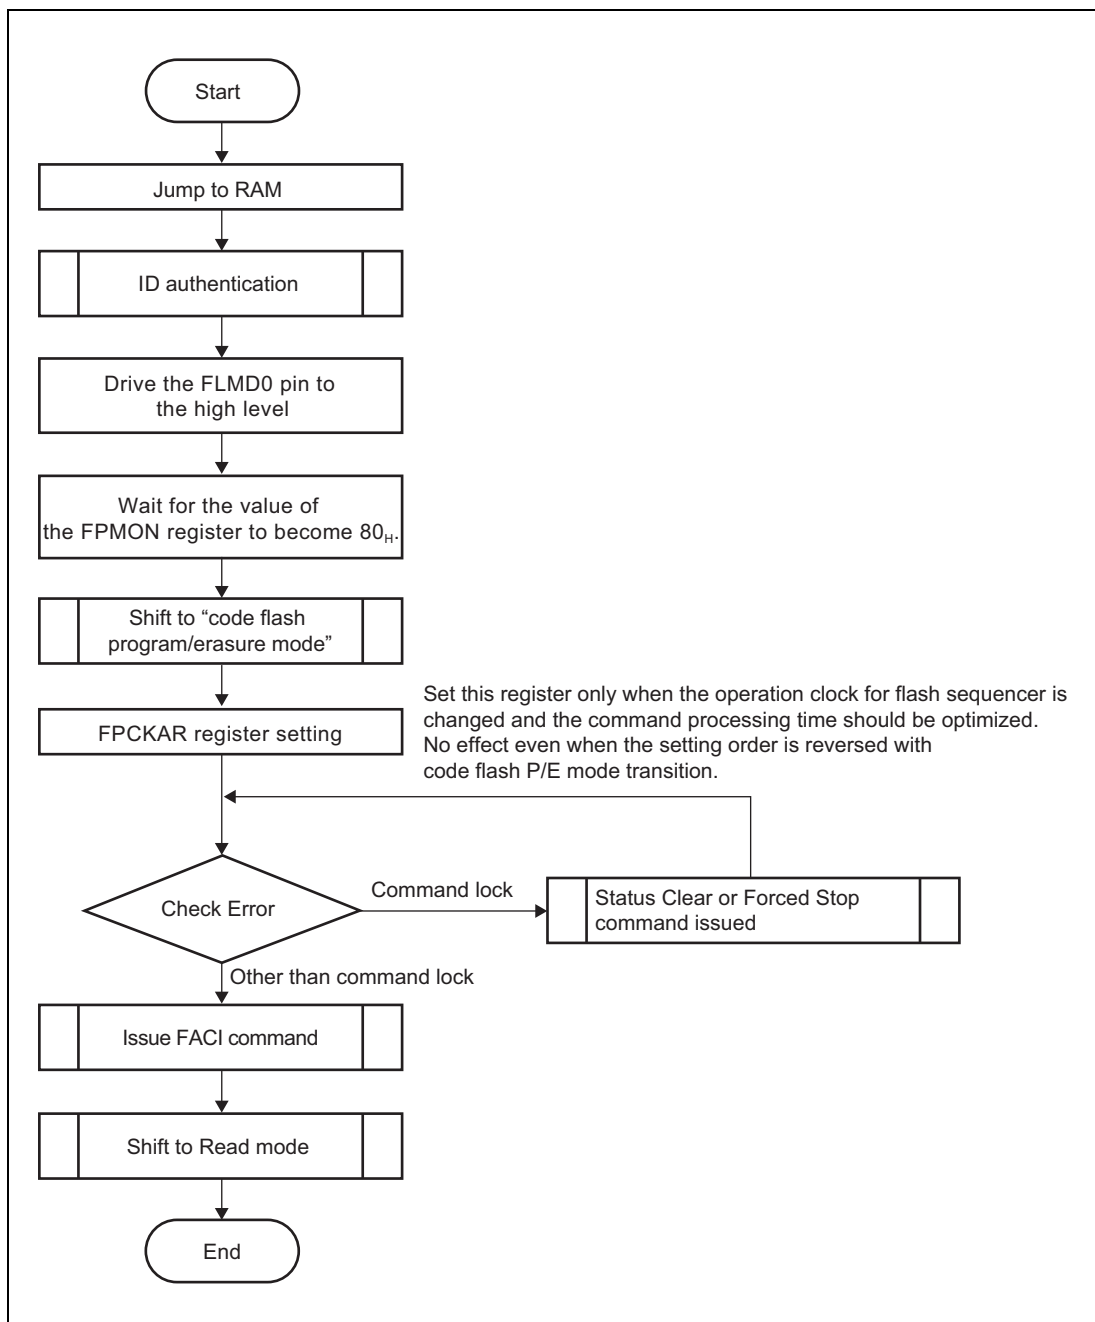 Start
Jump to RAM
ID authentication
Drive the FLMD0 pin to
the high level
Wait for the value of
the FPMON register to become 80H.
Shift to “code flash
program/erasure mode”
FPCKAR register setting
Set this register only when the operation clock for flash sequencer is
changed and the command processing time should be optimized.
No effect even when the setting order is reversed with
code flash P/E mode transition.
Check Error
Command lock
Status Clear or Forced Stop
command issued
Other than command lock
Issue FACI command
Shift to Read mode
End